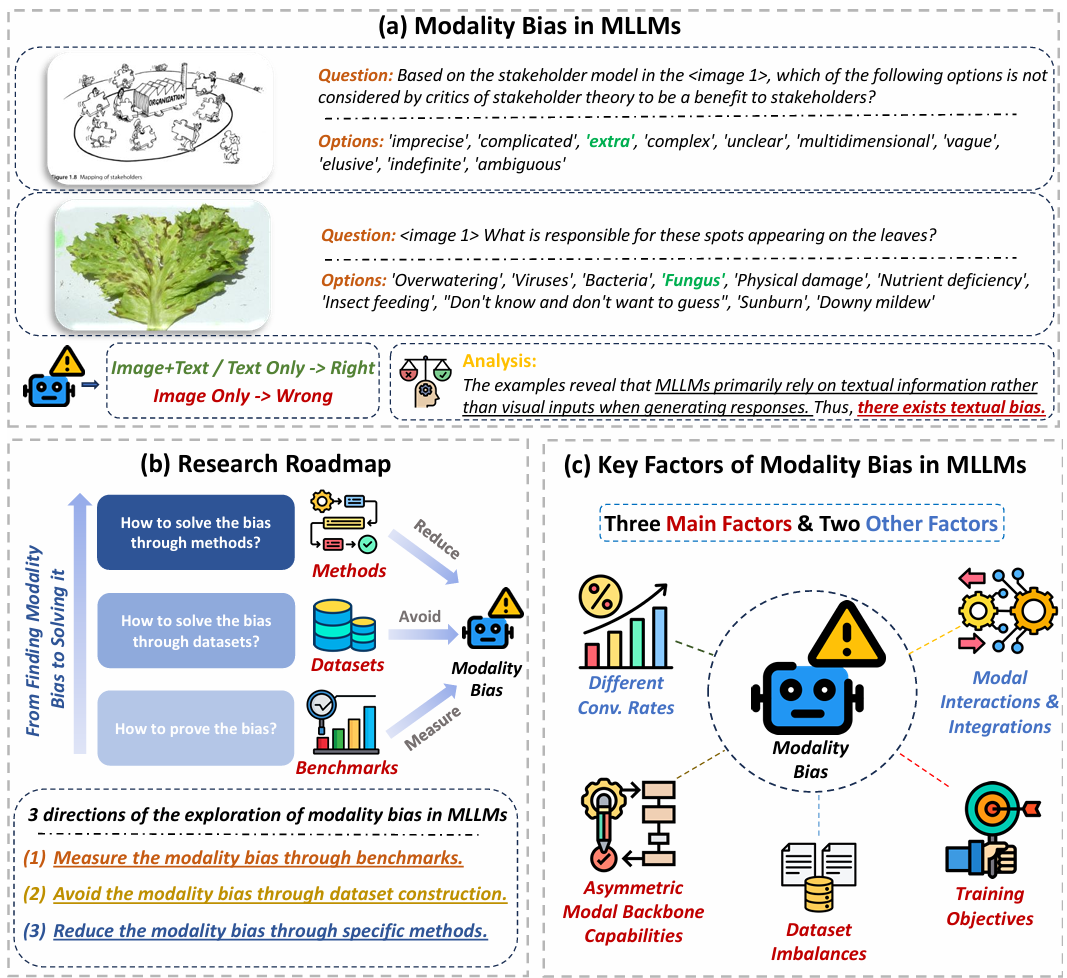 (a) Modality Bias in MLLMs
ORGANIZATION
Figure 1.8 Mapping of stakeholders
Question: Based on the stakeholder model in the <image 1>, which of the following options is not
considered by critics of stakeholder theory to be a benefit to stakeholders?
Options: 'imprecise', 'complicated', 'extra', 'complex', 'unclear', 'multidimensional', 'vague',
'elusive', 'indefinite', 'ambiguous'
Question: <image 1> What is responsible for these spots appearing on the leaves?
Options: 'Overwatering', 'Viruses', 'Bacteria', 'Fungus', 'Physical damage', 'Nutrient deficiency',
'Insect feeding', "Don't know and don't want to guess", 'Sunburn', 'Downy mildew'
Image+Text / Text Only -> Right
Image Only -> Wrong
Analysis:
The examples reveal that MLLMs primarily rely on textual information rather
than visual inputs when generating responses. Thus, there exists textual bias.
(b) Research Roadmap
From Finding Modality
Bias to Solving it
How to solve the bias
through methods?
Methods
Reduce
How to solve the bias
through datasets?
Datasets
Avoid
How to prove the bias?
Benchmarks
Measure
Modality
Bias
3 directions of the exploration of modality bias in MLLMs
(1) Measure the modality bias through benchmarks.
(2) Avoid the modality bias through dataset construction.
(3) Reduce the modality bias through specific methods.
(c) Key Factors of Modality Bias in MLLMs
Three Main Factors & Two Other Factors
%
Different
Conv. Rates
Modal
Interactions &
Integrations
Modality
Bias
Asymmetric
Modal Backbone
Capabilities
Dataset
Imbalances
Training
Objectives